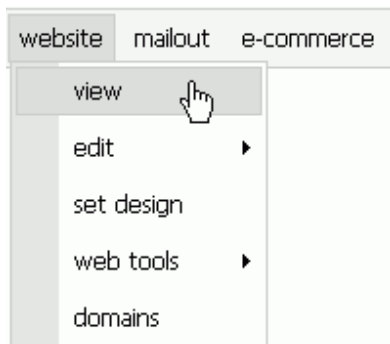 website mailout e-commerce
view
edit
set design
web tools
domains